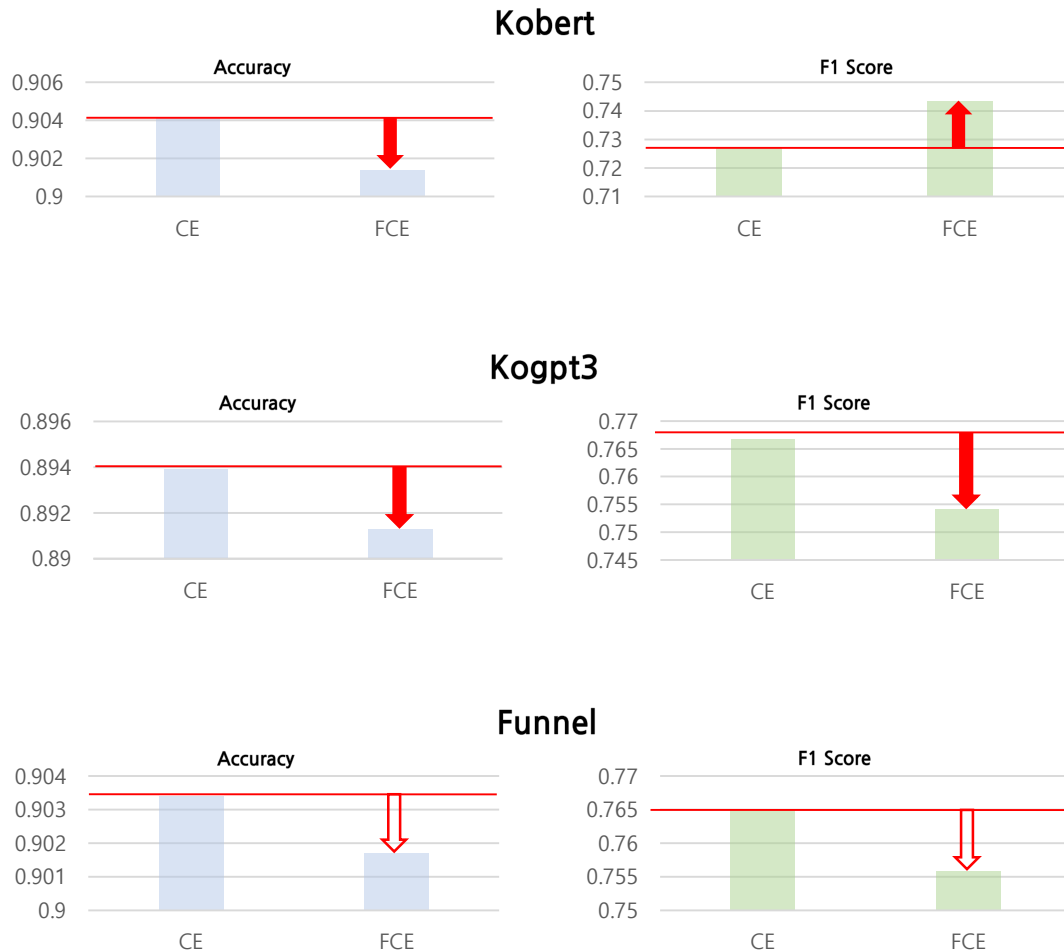 Kobert
Accuracy
0.906
0.904
0.902
0.9
CE FCE
F1 Score
0.75
0.74
0.73
0.72
0.71
CE FCE
Kogpt3
Accuracy
0.896
0.894
0.892
0.89
CE FCE
F1 Score
0.77
0.765
0.76
0.755
0.75
0.745
CE FCE
Funnel
Accuracy
0.904
0.903
0.902
0.901
0.9
CE FCE
F1 Score
0.77
0.765
0.76
0.755
0.75
CE FCE